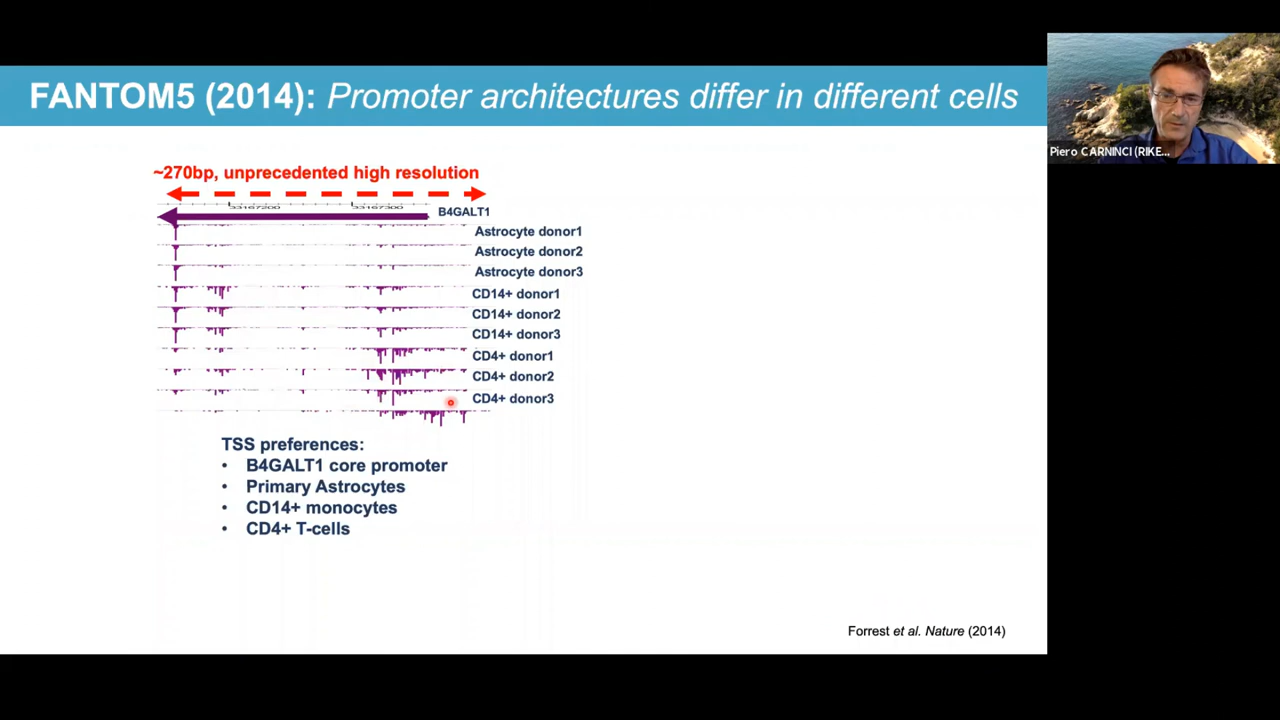 FANTOM5 (2014): Promoter architectures differ in different cells
Piero CARNINCI (RIKE...
~270bp, unprecedented high resolution
33167200 33167300
B4GALT1
Astrocyte donor1
Astrocyte donor2
Astrocyte donor3
CD14+ donor1
CD14+ donor2
CD14+ donor3
CD4+ donor1
CD4+ donor2
CD4+ donor3
TSS preferences:
• B4GALT1 core promoter
• Primary Astrocytes
• CD14+ monocytes
• CD4+ T-cells
Forrest et al. Nature (2014)